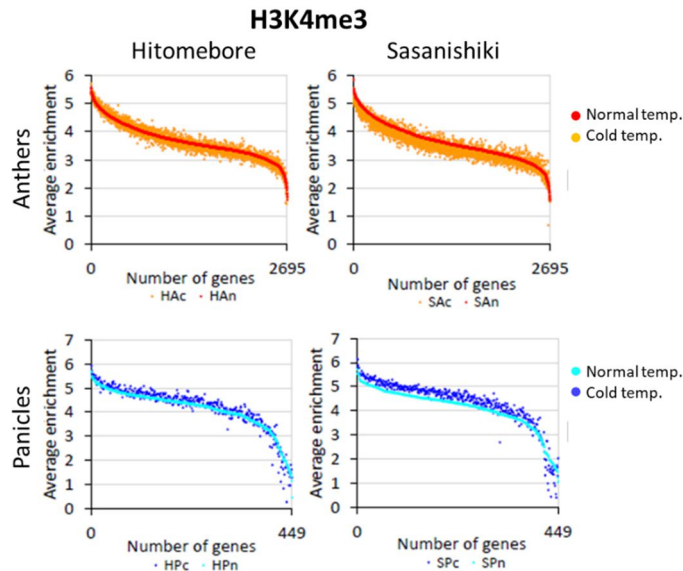 H3K4me3
Hitomebore
Sasanishiki
Anthers
Average enrichment
6
5
4
3
2
1
0
0
2695
Number of genes
HAc HAn
Average enrichment
6
5
4
3
2
1
0
0
2695
Number of genes
SAc SAn
Normal temp.
Cold temp.
Panicles
Average enrichment
7
6
5
4
3
2
1
0
0
449
Number of genes
HPc HPn
Average enrichment
7
6
5
4
3
2
1
0
0
449
Number of genes
SPc SPn
Normal temp.
Cold temp.